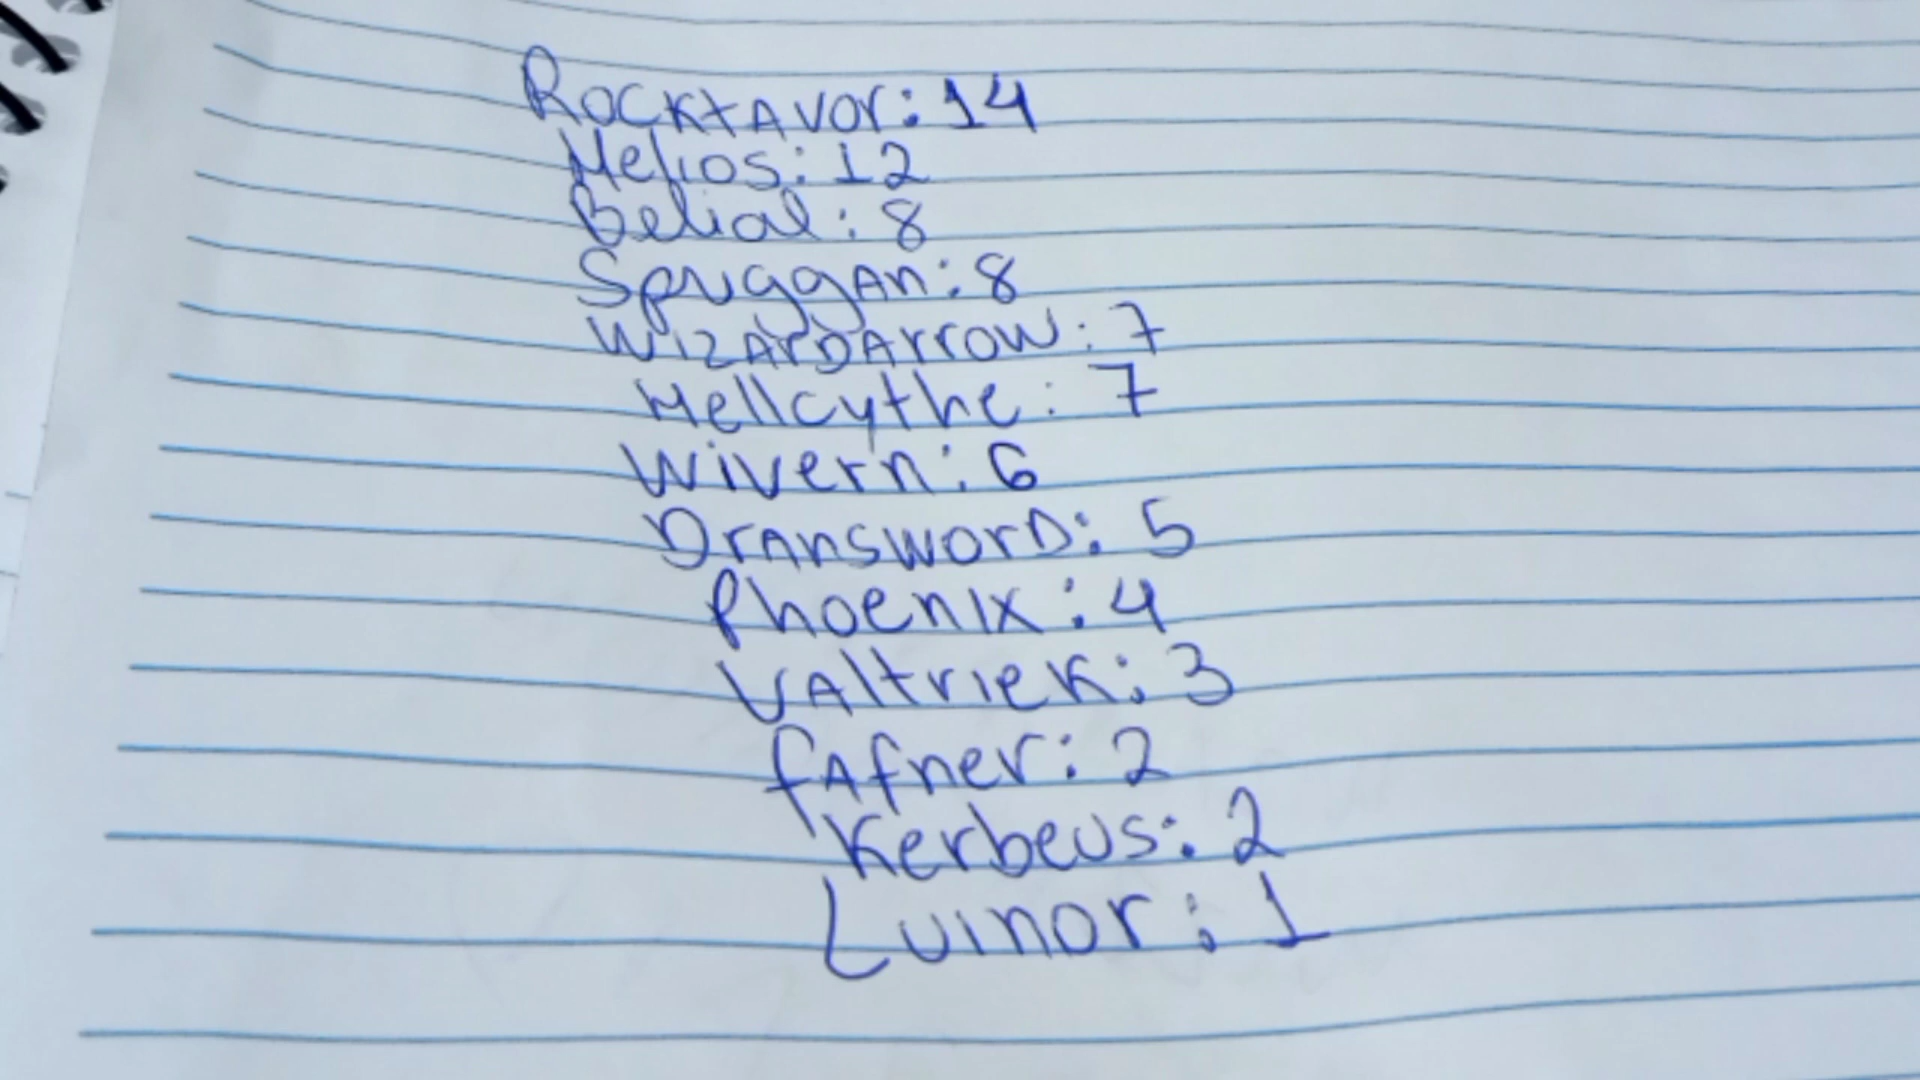 Rocktavor: 14
Helios: 12
Belial: 8
Spruggan: 8
WizardArrow: 7
Hellcythe: 7
Wivern: 6
Dransword: 5
Phoenix: 4
Valtriek: 3
fafner: 2
Kerbeus: 2
Luinor: 1